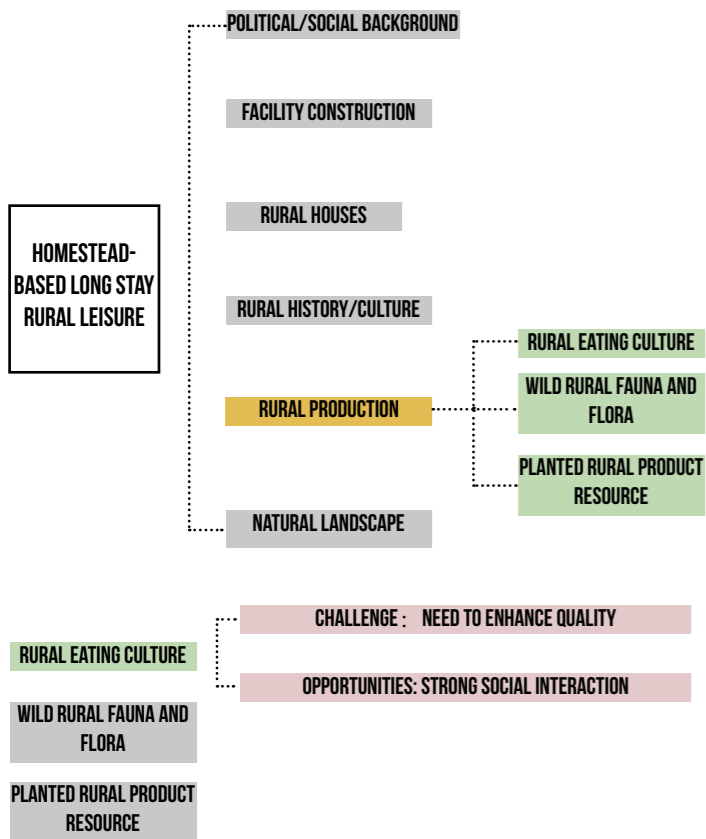 POLITICAL/SOCIAL BACKGROUND
FACILITY CONSTRUCTION
RURAL HOUSES
HOMESTEAD-
BASED LONG STAY
RURAL LEISURE
RURAL HISTORY/CULTURE
RURAL EATING CULTURE
WILD RURAL FAUNA AND
FLORA
RURAL PRODUCTION
PLANTED RURAL PRODUCT
RESOURCE
NATURAL LANDSCAPE
CHALLENGE : NEED TO ENHANCE QUALITY
RURAL EATING CULTURE
OPPORTUNITIES: STRONG SOCIAL INTERACTION
WILD RURAL FAUNA AND
FLORA
PLANTED RURAL PRODUCT
RESOURCE